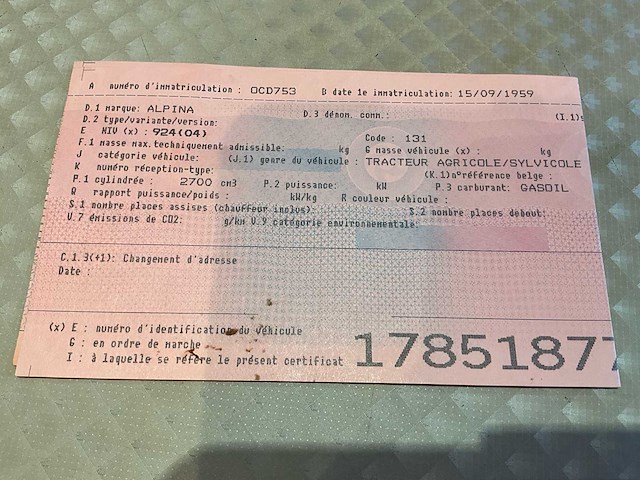 A numéro d'immatriculation : OCD753 B date 1e immatriculation: 15/09/1959
D.1 marque: ALPINA D.3 dénom. comm.: (1.1)s
D.2 type/variante/version:
E NIV (x) : 924(04) Code : 131
F.1 masse max.techniquement admissible: kg G masse véhicule (x) : kg
J catégorie véhicule: (J.1) genre du véhicule : TRACTEUR AGRICOLE/SYLVICOLE
K numéro réception-type: (K.1)n°référence belge :
P.1 cylindrée : 2700 cm3 P.2 puissance: kW P.3 carburant: GASOIL
Q rapport puissance/poids : kW/kg R couleur véhicule :
S.1 nombre places assises (chauffeur inclus): S.2 nombre places debout:
V.7 émissions de CO2: g/km V.9 catégorie environnementale:
C.1.3(+1): Changement d'adresse
Date :
(x) E : numéro d'identification du véhicule
G : en ordre de marche
I : à laquelle se réfère le présent certificat 17851877